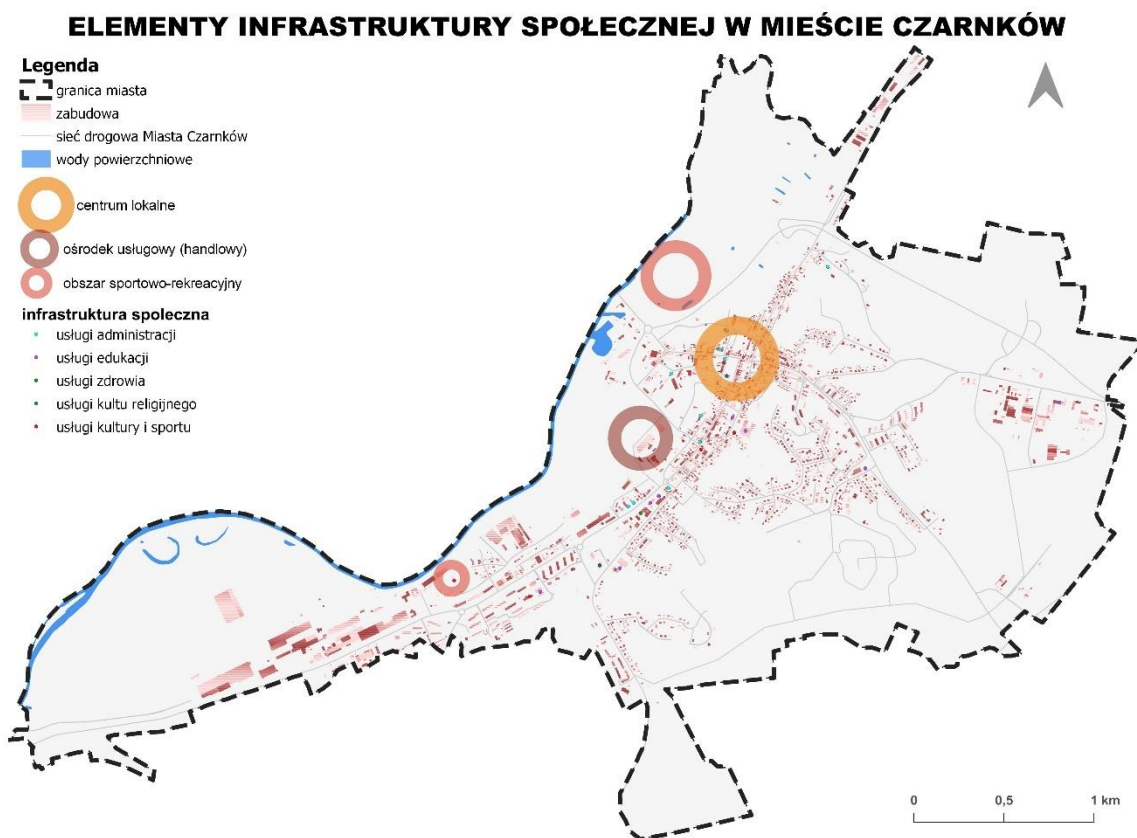 ELEMENTY INFRASTRUKTURY SPOŁECZNEJ W MIEŚCIE CZARNKÓW
Legenda
granica miasta
zabudowa
sieć drogowa Miasta Czarnków
wody powierzchniowe
centrum lokalne
ośrodek usługowy (handlowy)
obszar sportowo-rekreacyjny
infrastruktura społeczna
usługi administracji
usługi edukacji
usługi zdrowia
usługi kultu religijnego
usługi kultury i sportu
0 0,5 1 km